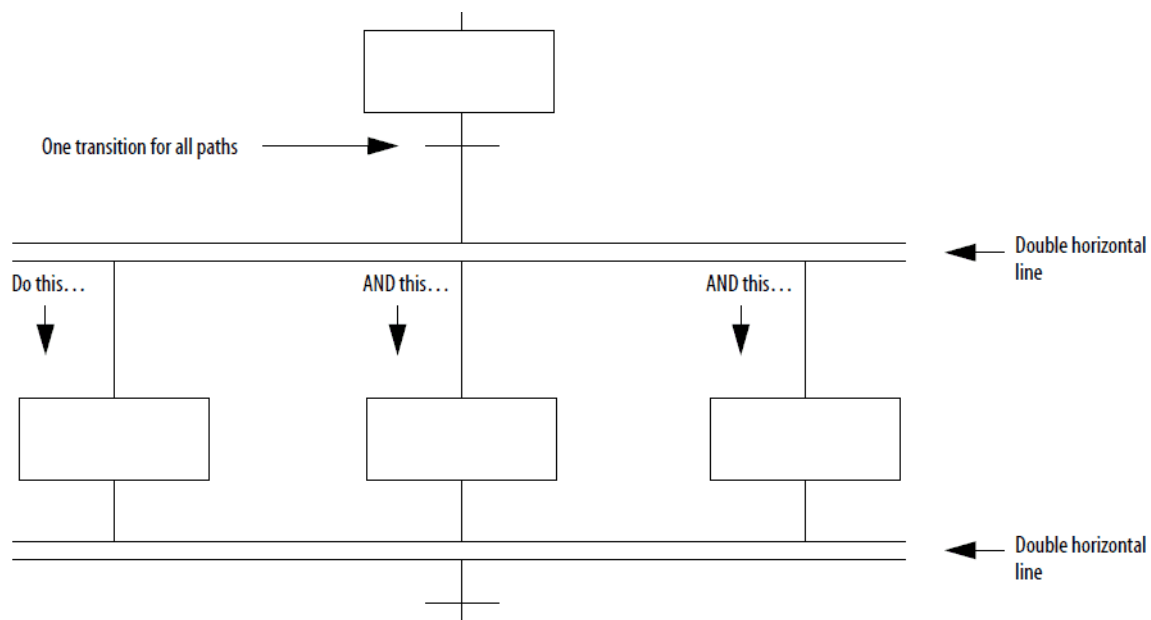 One transition for all paths
Double horizontal
line
Do this…
AND this…
AND this…
Double horizontal
line